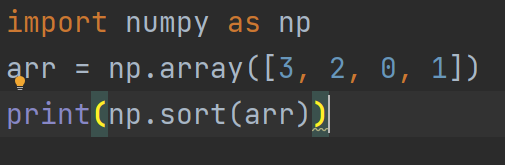 import numpy as np
arr = np.array([3, 2, 0, 1])
print(np.sort(arr))